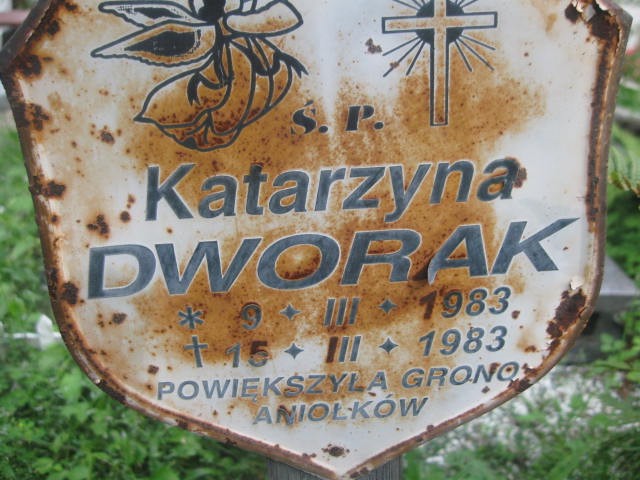 Ś. P.
Katarzyna
DWORAK
* 9 ✦ III ✦ 1983
† 15 ✦ III ✦ 1983
POWIĘKSZYŁA GRONO
ANIOŁKÓW